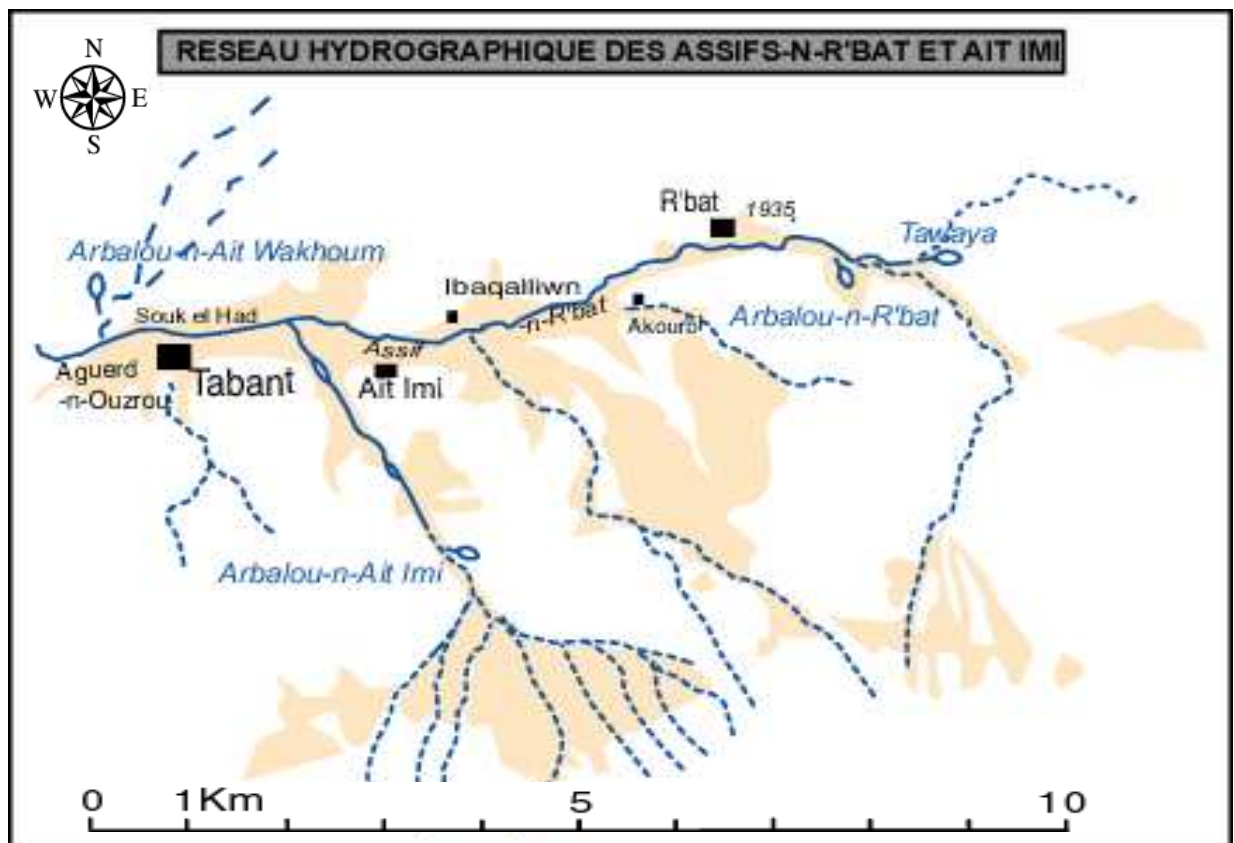 RESEAU HYDROGRAPHIQUE DES ASSIFS-N-R'BAT ET AIT IMI
N
W E
S
R'bat
1935
Tawaya
Arbalou-n-Ait Wakhoum
Ibaqalliwn
Souk el Had
-n-R'bat
Akourbi
Arbalou-n-R'bat
Assif
Aguerd
-n-Ouzrou
Tabant
Ait Imi
Arbalou-n-Ait Imi
0 1Km 5 10